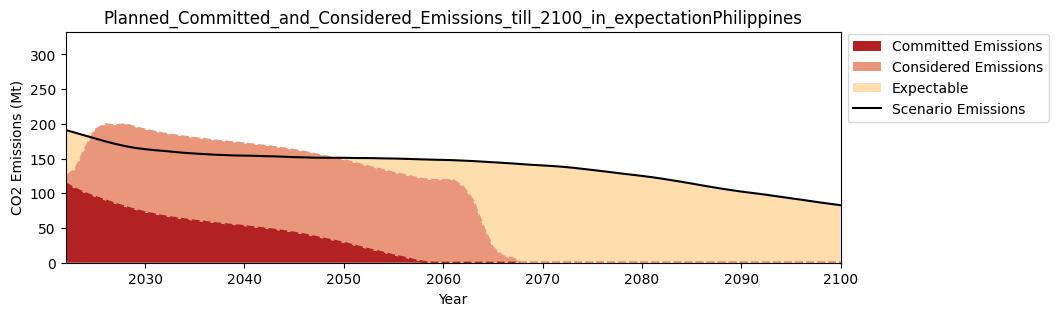 Planned_Committed_and_Considered_Emissions_till_2100_in_expectationPhilippines
300
250
200
150
100
50
0
CO2 Emissions (Mt)
2030 2040 2050 2060 2070 2080 2090 2100
Year
Committed Emissions
Considered Emissions
Expectable
Scenario Emissions